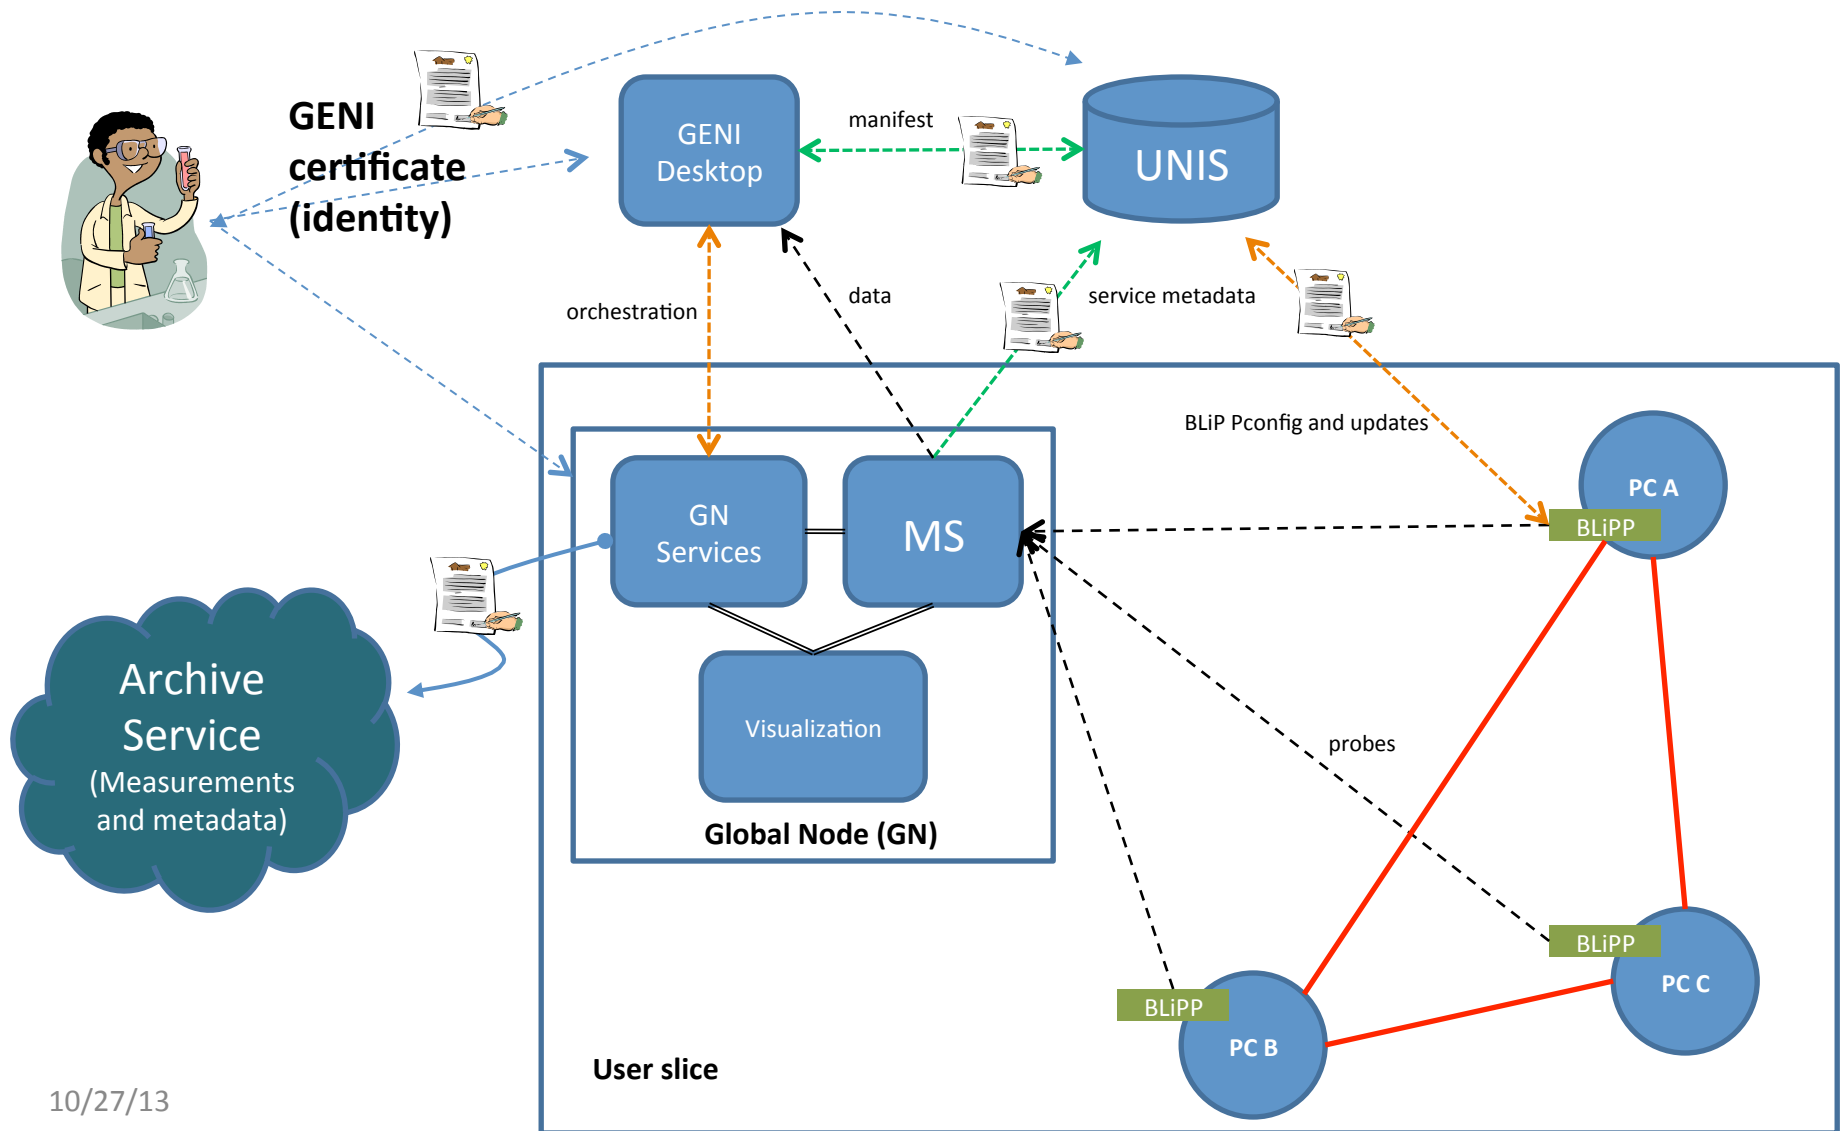 GENI
certificate
(identity)
GENI
Desktop
manifest
UNIS
orchestration
data
service metadata
BLiP Pconfig and updates
GN
Services
MS
PC A
BLiPP
Archive
Service
(Measurements
and metadata)
Visualization
probes
Global Node (GN)
BLiPP
PC C
BLiPP
PC B
User slice
10/27/13